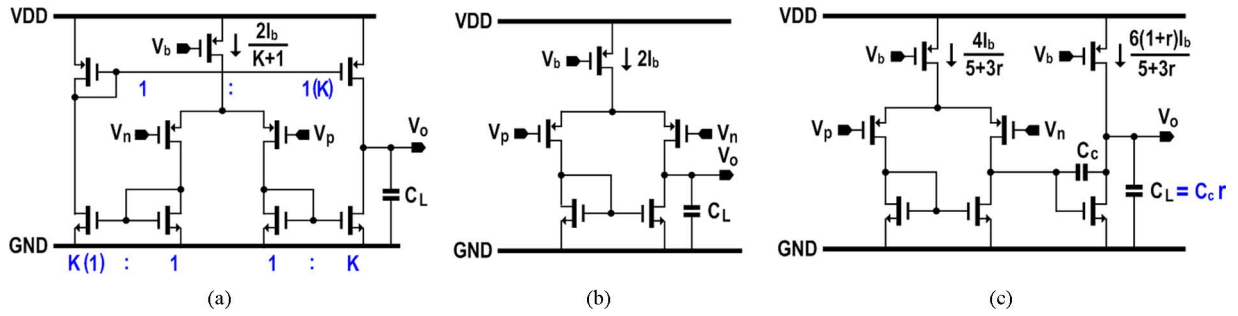 VDD
Vb
2Ib
K+1
1 : 1(K)
Vn
Vp
Vo
CL
GND
K(1) : 1 1 : K
(a)
VDD
Vb
2Ib
Vp
Vn
Vo
CL
GND
(b)
VDD
Vb
4Ib
5+3r
Vb
6(1+r)Ib
5+3r
Vp
Vn
Vo
Cc
CL = Cc r
GND
(c)